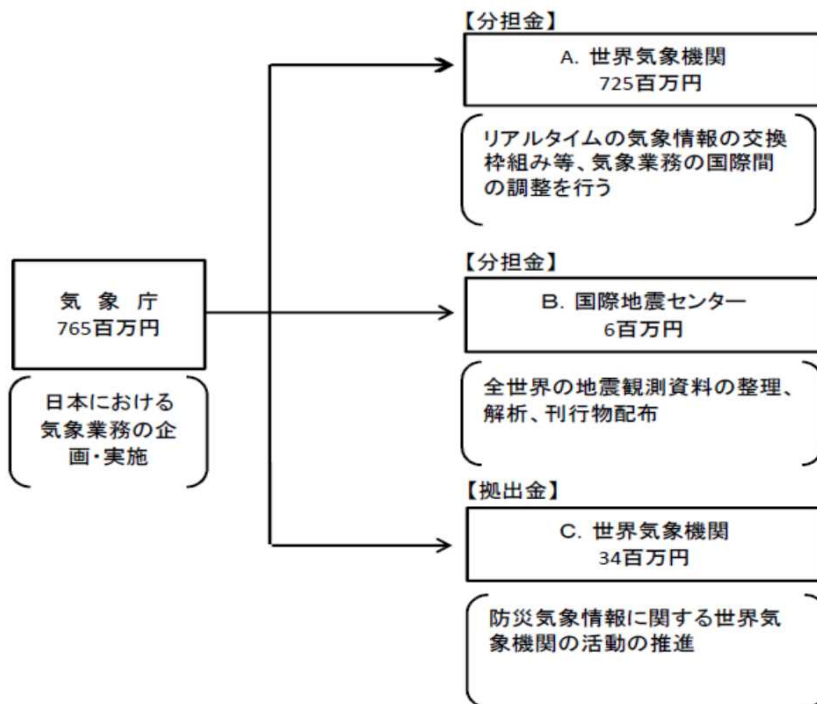 【分担金】
A. 世界気象機関
725百万円
リアルタイムの気象情報の交換
枠組み等、気象業務の国際間
の調整を行う
【分担金】
気 象 庁
765百万円
B. 国際地震センター
6百万円
日本における
気象業務の企
画・実施
全世界の地震観測資料の整理、
解析、刊行物配布
【拠出金】
C. 世界気象機関
34百万円
防災気象情報に関する世界気
象機関の活動の推進